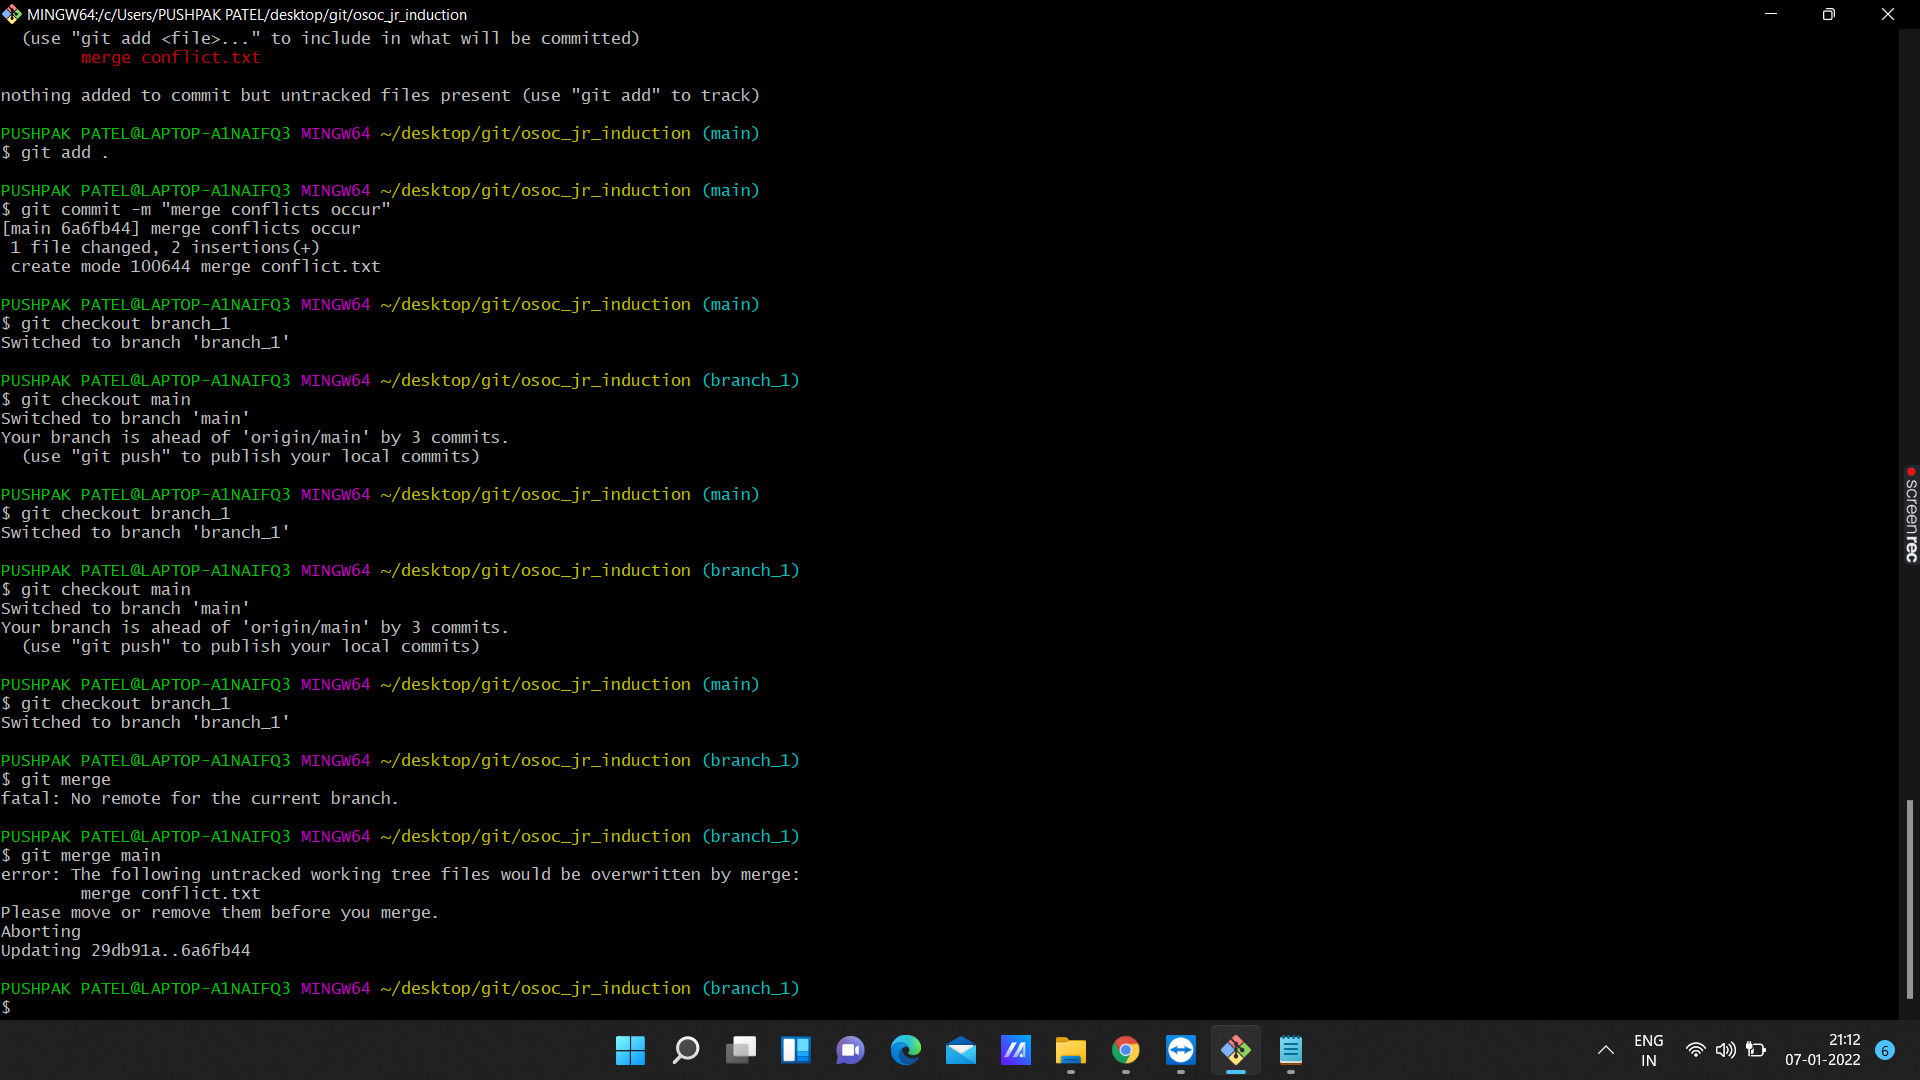 MINGW64:/c/Users/PUSHPAK PATEL/desktop/git/osoc_jr_induction
  (use "git add <file>..." to include in what will be committed)
        merge conflict.txt
nothing added to commit but untracked files present (use "git add" to track)
PUSHPAK PATEL@LAPTOP-A1NAIFQ3 MINGW64 ~/desktop/git/osoc_jr_induction (main)
$ git add .
PUSHPAK PATEL@LAPTOP-A1NAIFQ3 MINGW64 ~/desktop/git/osoc_jr_induction (main)
$ git commit -m "merge conflicts occur"
[main 6a6fb44] merge conflicts occur
 1 file changed, 2 insertions(+)
 create mode 100644 merge conflict.txt
PUSHPAK PATEL@LAPTOP-A1NAIFQ3 MINGW64 ~/desktop/git/osoc_jr_induction (main)
$ git checkout branch_1
Switched to branch 'branch_1'
PUSHPAK PATEL@LAPTOP-A1NAIFQ3 MINGW64 ~/desktop/git/osoc_jr_induction (branch_1)
$ git checkout main
Switched to branch 'main'
Your branch is ahead of 'origin/main' by 3 commits.
  (use "git push" to publish your local commits)
PUSHPAK PATEL@LAPTOP-A1NAIFQ3 MINGW64 ~/desktop/git/osoc_jr_induction (main)
$ git checkout branch_1
Switched to branch 'branch_1'
PUSHPAK PATEL@LAPTOP-A1NAIFQ3 MINGW64 ~/desktop/git/osoc_jr_induction (branch_1)
$ git checkout main
Switched to branch 'main'
Your branch is ahead of 'origin/main' by 3 commits.
  (use "git push" to publish your local commits)
PUSHPAK PATEL@LAPTOP-A1NAIFQ3 MINGW64 ~/desktop/git/osoc_jr_induction (main)
$ git checkout branch_1
Switched to branch 'branch_1'
PUSHPAK PATEL@LAPTOP-A1NAIFQ3 MINGW64 ~/desktop/git/osoc_jr_induction (branch_1)
$ git merge
fatal: No remote for the current branch.
PUSHPAK PATEL@LAPTOP-A1NAIFQ3 MINGW64 ~/desktop/git/osoc_jr_induction (branch_1)
$ git merge main
error: The following untracked working tree files would be overwritten by merge:
        merge conflict.txt
Please move or remove them before you merge.
Aborting
Updating 29db91a..6a6fb44
PUSHPAK PATEL@LAPTOP-A1NAIFQ3 MINGW64 ~/desktop/git/osoc_jr_induction (branch_1)
$
screenrec
ENG
IN
21:12
07-01-2022
6